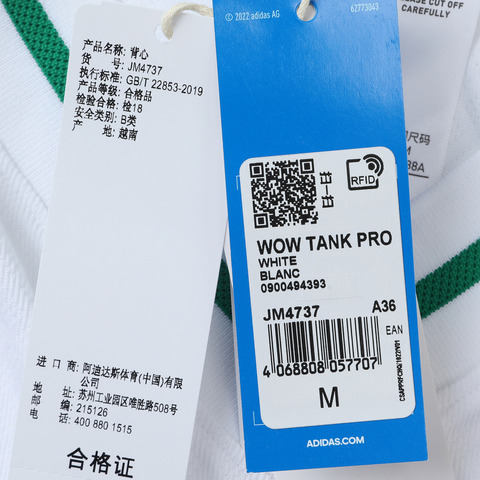 产品名称: 背心
货 号: JM4737
执行标准: GB/T 22853-2019
产品等级: 合格品
检验合格: 检18
安全类别: B类
产 地: 越南
进 口 商: 阿迪达斯体育(中国)有限公司
地 址: 苏州工业园区唯胜路508号
邮 编: 215126
电 话: 400 880 1515
合格证
© 2022 adidas AG
62773043
RFID
WOW TANK PRO
WHITE
BLANC
0900494393
JM4737
A36
EAN
4 068808 057707
M
ADIDAS.COM
CUT OFF
CAREFULLY
尺码
M